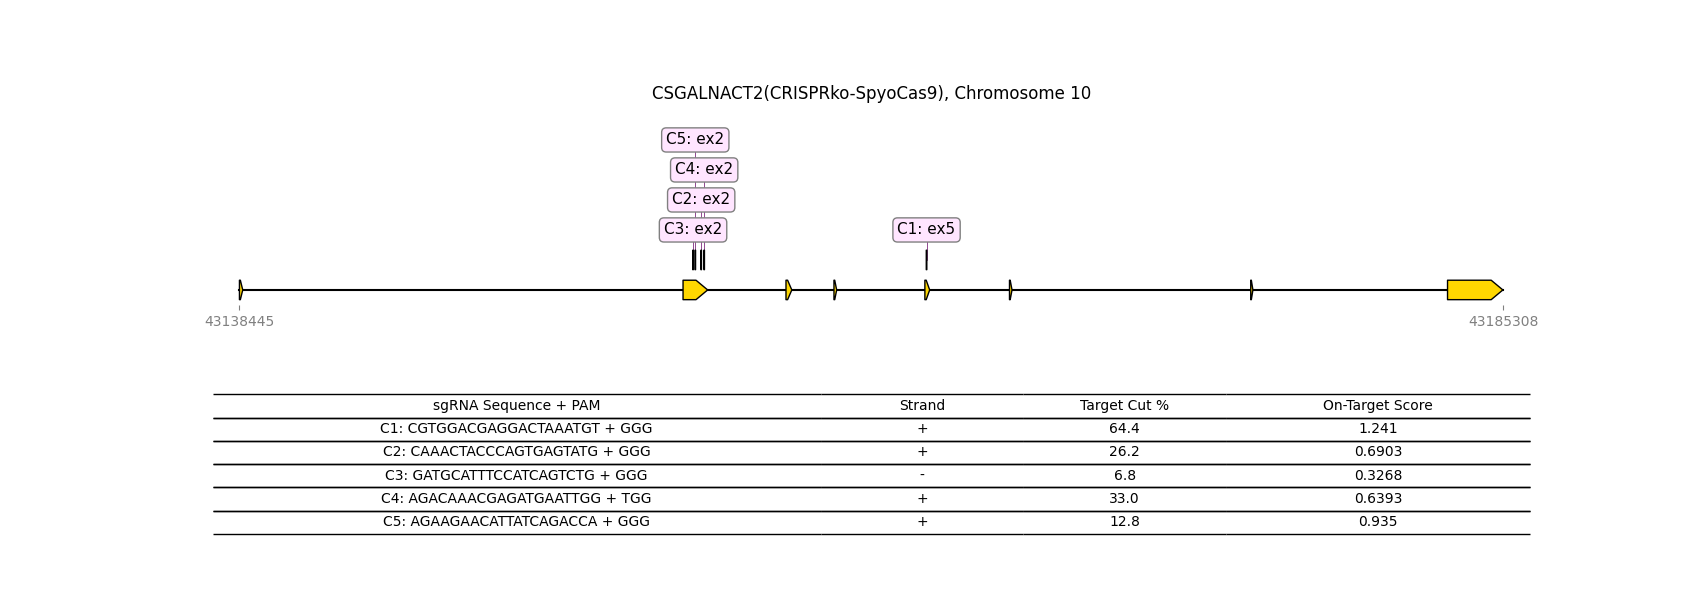 CSGALNACT2(CRISPRko-SpyoCas9), Chromosome 10
C5: ex2
C4: ex2
C2: ex2
C3: ex2 C1: ex5
43138445 43185308
sgRNA Sequence + PAM Strand Target Cut % On-Target Score
C1: CGTGGACGAGGACTAAATGT + GGG + 64.4 1.241
C2: CAAACTACCCAGTGAGTATG + GGG + 26.2 0.6903
C3: GATGCATTTCCATCAGTCTG + GGG - 6.8 0.3268
C4: AGACAAACGAGATGAATTGG + TGG + 33.0 0.6393
C5: AGAAGAACATTATCAGACCA + GGG + 12.8 0.935